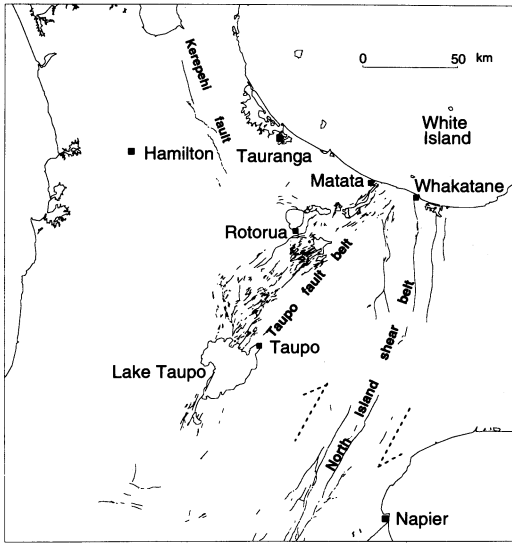 Kerepehi fault
0 50 km
White
Island
Hamilton
Tauranga
Matata
Whakatane
Rotorua
Taupo fault belt
Taupo
Lake Taupo
North Island shear belt
Napier